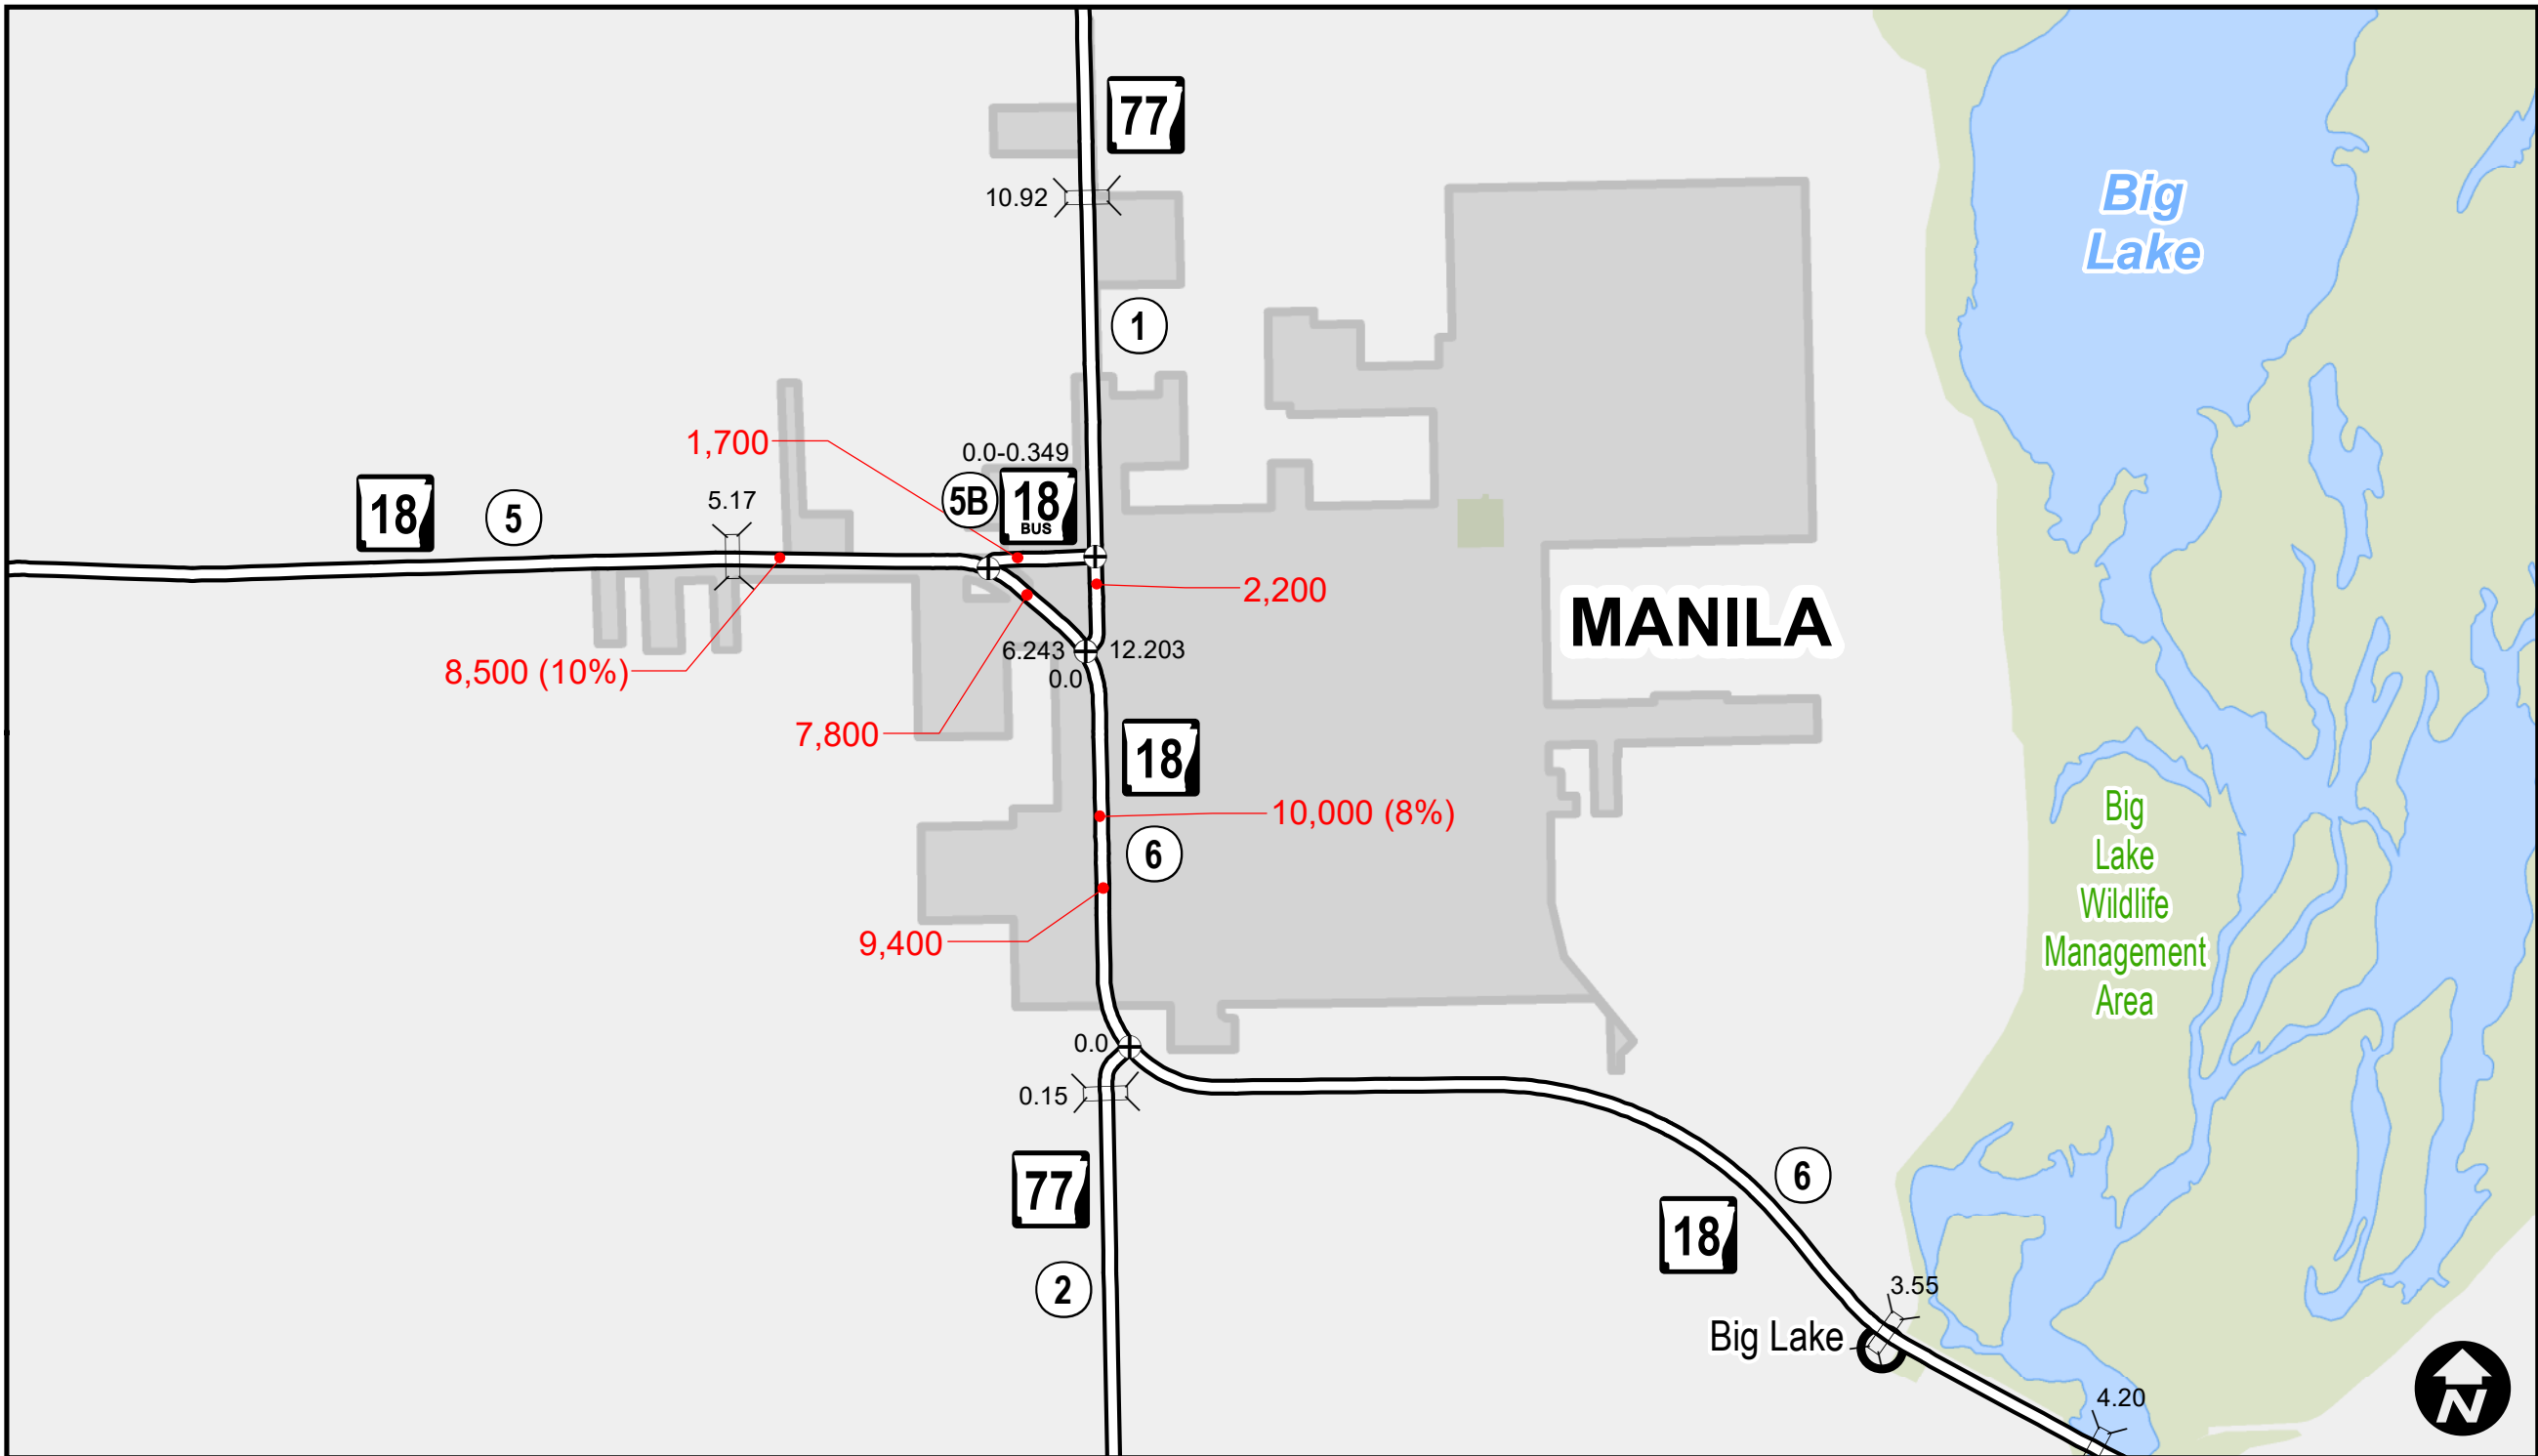 77
10.92
Big
Lake
1
1,700
0.0-0.349
18
5
5.17
5B
18
BUS
2,200
MANILA
6.243
12.203
0.0
8,500 (10%)
7,800
18
10,000 (8%)
6
Big
Lake
Wildlife
Management
Area
9,400
0.0
0.15
77
2
6
18
3.55
Big Lake
4.20
N